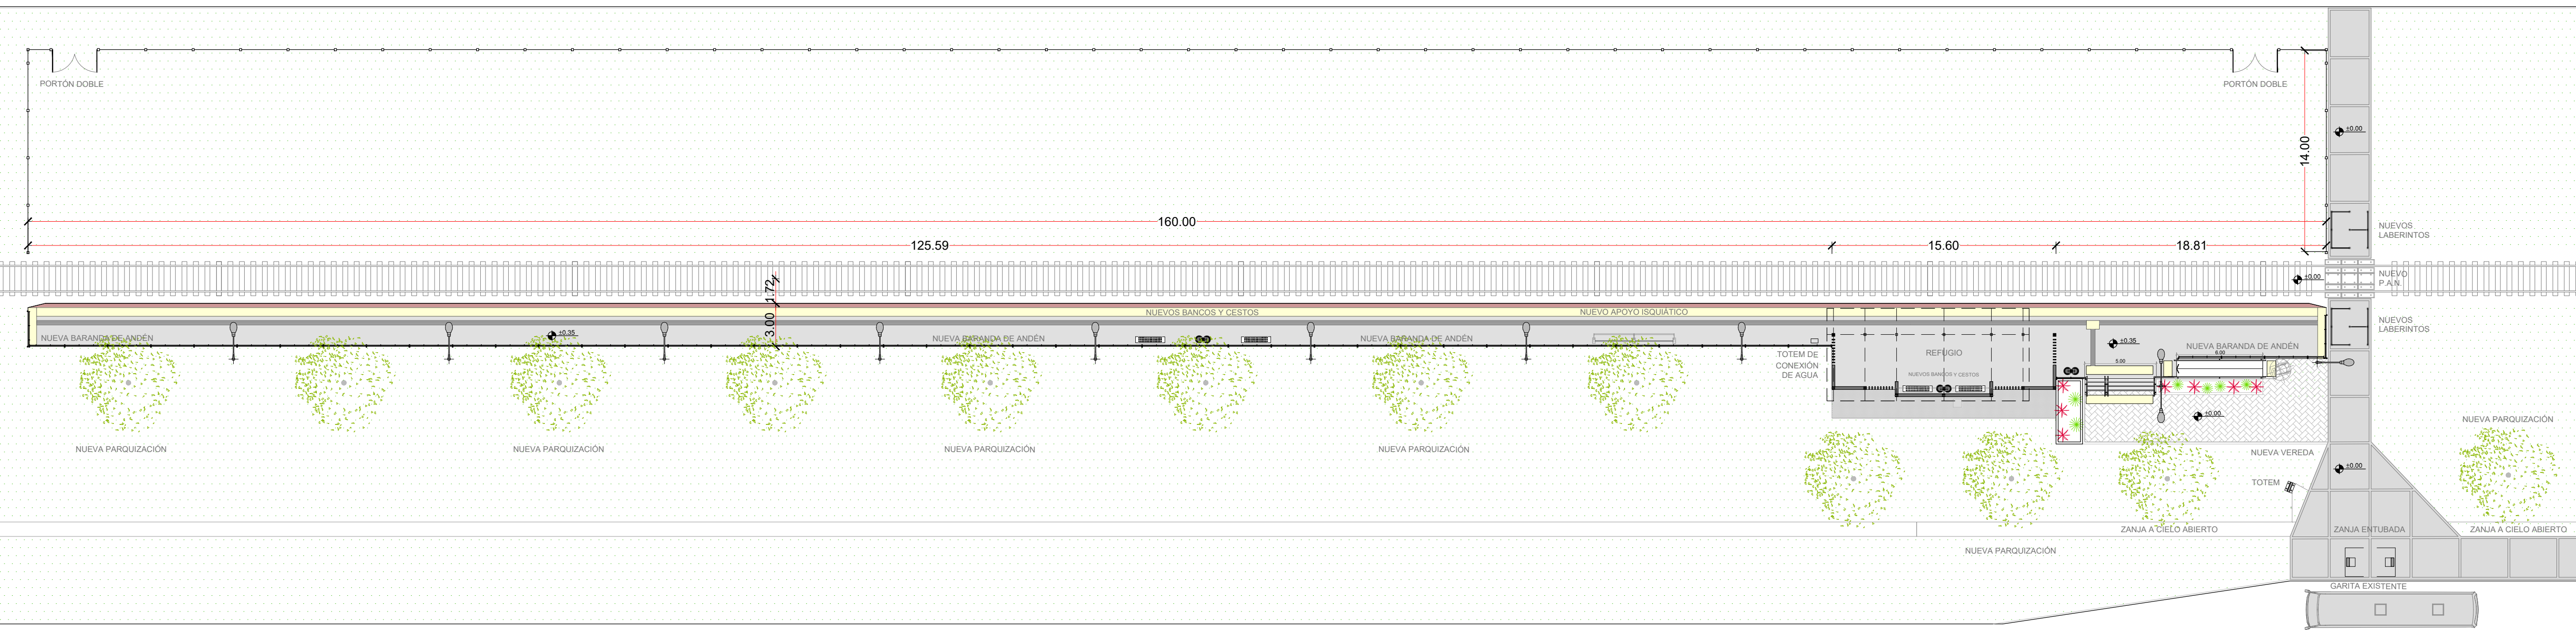 PORTÓN DOBLE
PORTÓN DOBLE
±0.00
14.00
160.00
NUEVOS
LABERINTOS
125.59
15.60
18.81
±0.00
NUEVO
P.A.N.
1.72
3.00
NUEVOS BANCOS Y CESTOS
NUEVO APOYO ISQUIÁTICO
NUEVOS
LABERINTOS
NUEVA BARANDA DE ANDÉN
±0.35
NUEVA BARANDA DE ANDÉN
NUEVA BARANDA DE ANDÉN
±0.35
NUEVA BARANDA DE ANDÉN
TOTEM DE
CONEXIÓN
DE AGUA
REFUGIO
NUEVOS BANCOS Y CESTOS
5.00
6.00
±0.00
NUEVA PARQUIZACIÓN
NUEVA PARQUIZACIÓN
NUEVA PARQUIZACIÓN
NUEVA PARQUIZACIÓN
NUEVA PARQUIZACIÓN
NUEVA VEREDA
±0.00
TOTEM
ZANJA A CIELO ABIERTO
ZANJA ENTUBADA
ZANJA A CIELO ABIERTO
NUEVA PARQUIZACIÓN
GARITA EXISTENTE